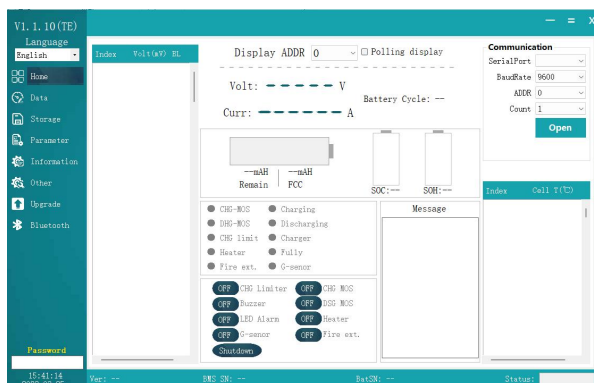 V1.1.10(TE)
Language
English
Home
Data
Storage
Parameter
Information
Other
Upgrade
Bluetooth
Password
15:41:14
Index Volt(mV) BL
Display ADDR 0 Polling display
Volt: ----- V
Curr: ------ A
Battery Cycle: --
--mAH --mAH
Remain FCC
SOC:-- SOH:--
CHG-MOS Charging
DHG-MOS Discharging
CHG limit Charger
Heater Fully
Fire ext. G-senor
Message
OFF CHG Limiter OFF CHG MOS
OFF Buzzer OFF DSG MOS
OFF LED Alarm OFF Heater
OFF G-senor OFF Fire ext.
Shutdown
Communication
SerialPort
BaudRate 9600
ADDR 0
Count 1
Open
Index Cell T(℃)
Ver: -- BMS SN: -- BatSN: -- Status: